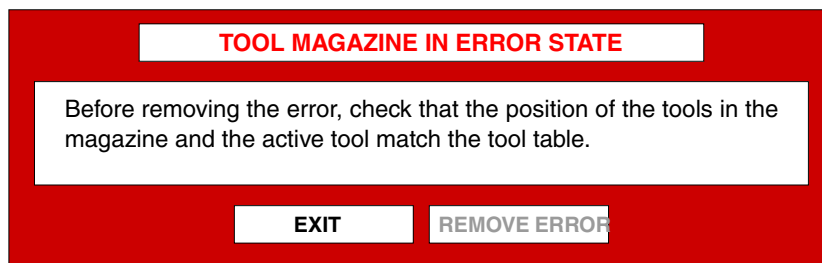 TOOL MAGAZINE IN ERROR STATE
Before removing the error, check that the position of the tools in the
magazine and the active tool match the tool table.
EXIT
REMOVE ERROR